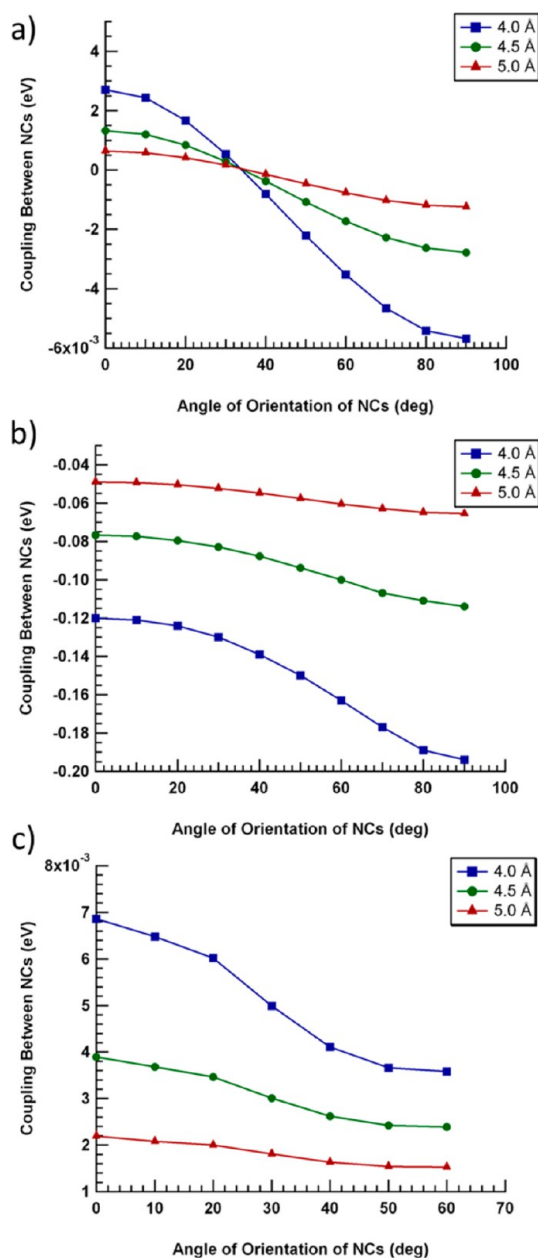 a)
4
2
0
-2
-4
-6x10-3
Coupling Between NCs (eV)
4.0 Å
4.5 Å
5.0 Å
0 20 40 60 80 100
Angle of Orientation of NCs (deg)
b)
-0.04
-0.06
-0.08
-0.10
-0.12
-0.14
-0.16
-0.18
-0.20
Coupling Between NCs (eV)
4.0 Å
4.5 Å
5.0 Å
0 20 40 60 80 100
Angle of Orientation of NCs (deg)
c)
8x10-3
7
6
5
4
3
2
1
Coupling Between NCs (eV)
4.0 Å
4.5 Å
5.0 Å
0 10 20 30 40 50 60 70
Angle of Orientation of NCs (deg)